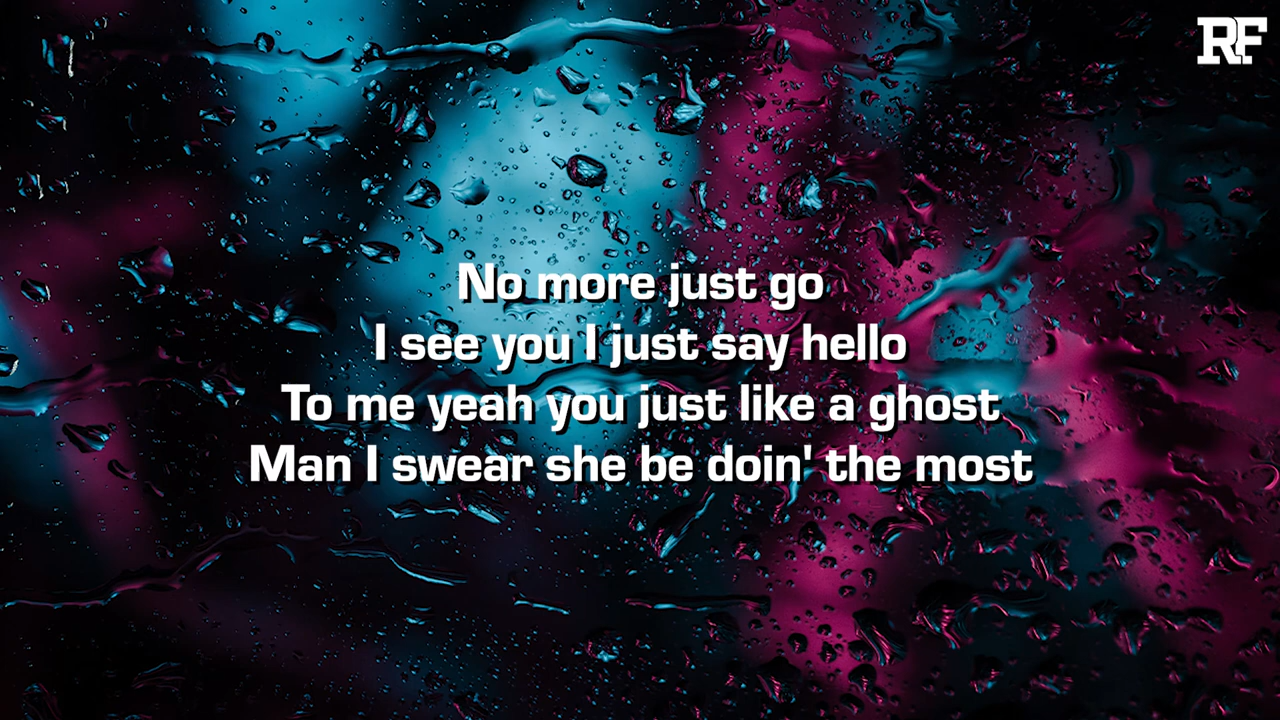 RF
No more just go
I see you I just say hello
To me yeah you just like a ghost
Man I swear she be doin' the most